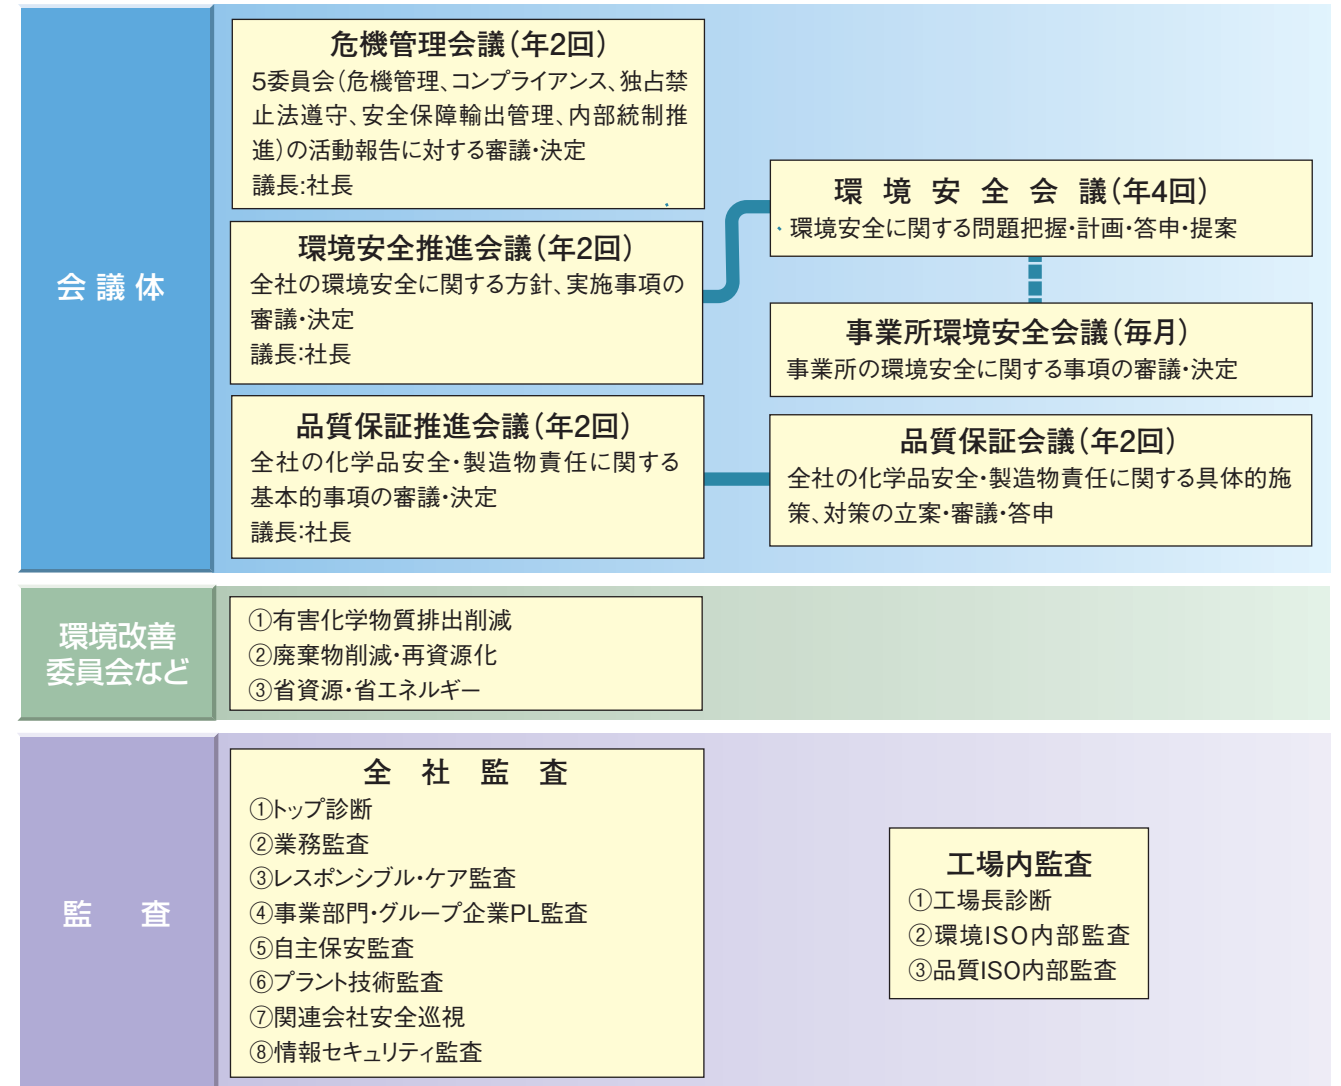 会議体
危機管理会議(年2回)
5委員会(危機管理、コンプライアンス、独占禁
止法遵守、安全保障輸出管理、内部統制推
進)の活動報告に対する審議・決定
議長:社長
環境安全推進会議(年2回)
全社の環境安全に関する方針、実施事項の
審議・決定
議長:社長
品質保証推進会議(年2回)
全社の化学品安全・製造物責任に関する
基本的事項の審議・決定
議長:社長
環境安全会議(年4回)
環境安全に関する問題把握・計画・答申・提案
事業所環境安全会議(毎月)
事業所の環境安全に関する事項の審議・決定
品質保証会議(年2回)
全社の化学品安全・製造物責任に関する具体的施
策、対策の立案・審議・答申
環境改善
委員会など
①有害化学物質排出削減
②廃棄物削減・再資源化
③省資源・省エネルギー
監査
全社監査
①トップ診断
②業務監査
③レスポンシブル・ケア監査
④事業部門・グループ企業PL監査
⑤自主保安監査
⑥プラント技術監査
⑦関連会社安全巡視
⑧情報セキュリティ監査
工場内監査
①工場長診断
②環境ISO内部監査
③品質ISO内部監査